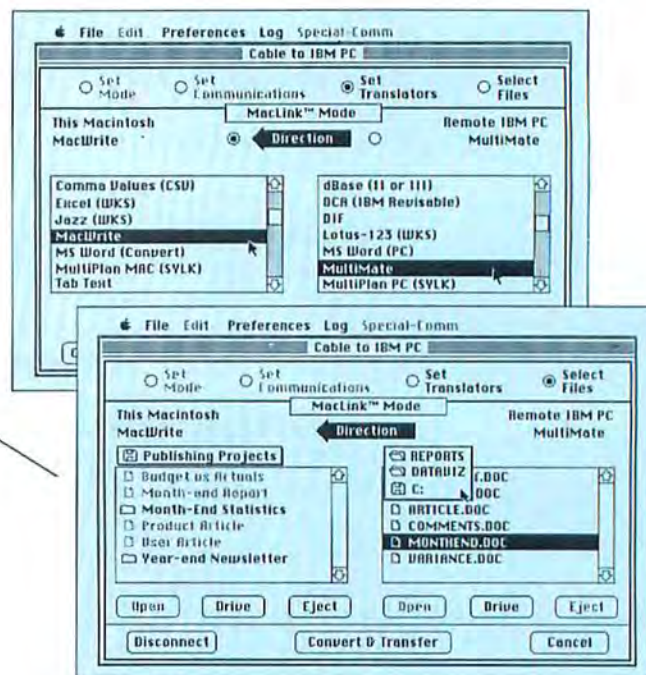 File Edit Preferences Log Special-Comm
Cable to IBM PC
Set Mode
Set Communications
Set Translators
Select Files
MacLink™ Mode
This Macintosh
MacWrite
Direction
Remote IBM PC
MultiMate
Comma Values (CSV)
Excel (WKS)
Jazz (WKS)
MacWrite
MS Word (Convert)
MultiPlan MAC (SYLK)
Tab Text
dBase (II or III)
DCA (IBM Revisable)
DIF
Lotus-123 (WKS)
MS Word (PC)
MultiMate
MultiPlan PC (SYLK)
File Edit Preferences Log Special-Comm
Cable to IBM PC
Set Mode
Set Communications
Set Translators
Select Files
MacLink™ Mode
This Macintosh
MacWrite
Direction
Remote IBM PC
MultiMate
Publishing Projects
Budget vs Actuals
Month-end Report
Month-End Statistics
Product Article
User Article
Year-end Newsletter
REPORTS
DATAVIZ
C:
.DOC
ARTICLE.DOC
COMMENTS.DOC
MONTHEND.DOC
VARIANCE.DOC
Open Drive Eject Open Drive Eject
Disconnect Convert & Transfer Cancel